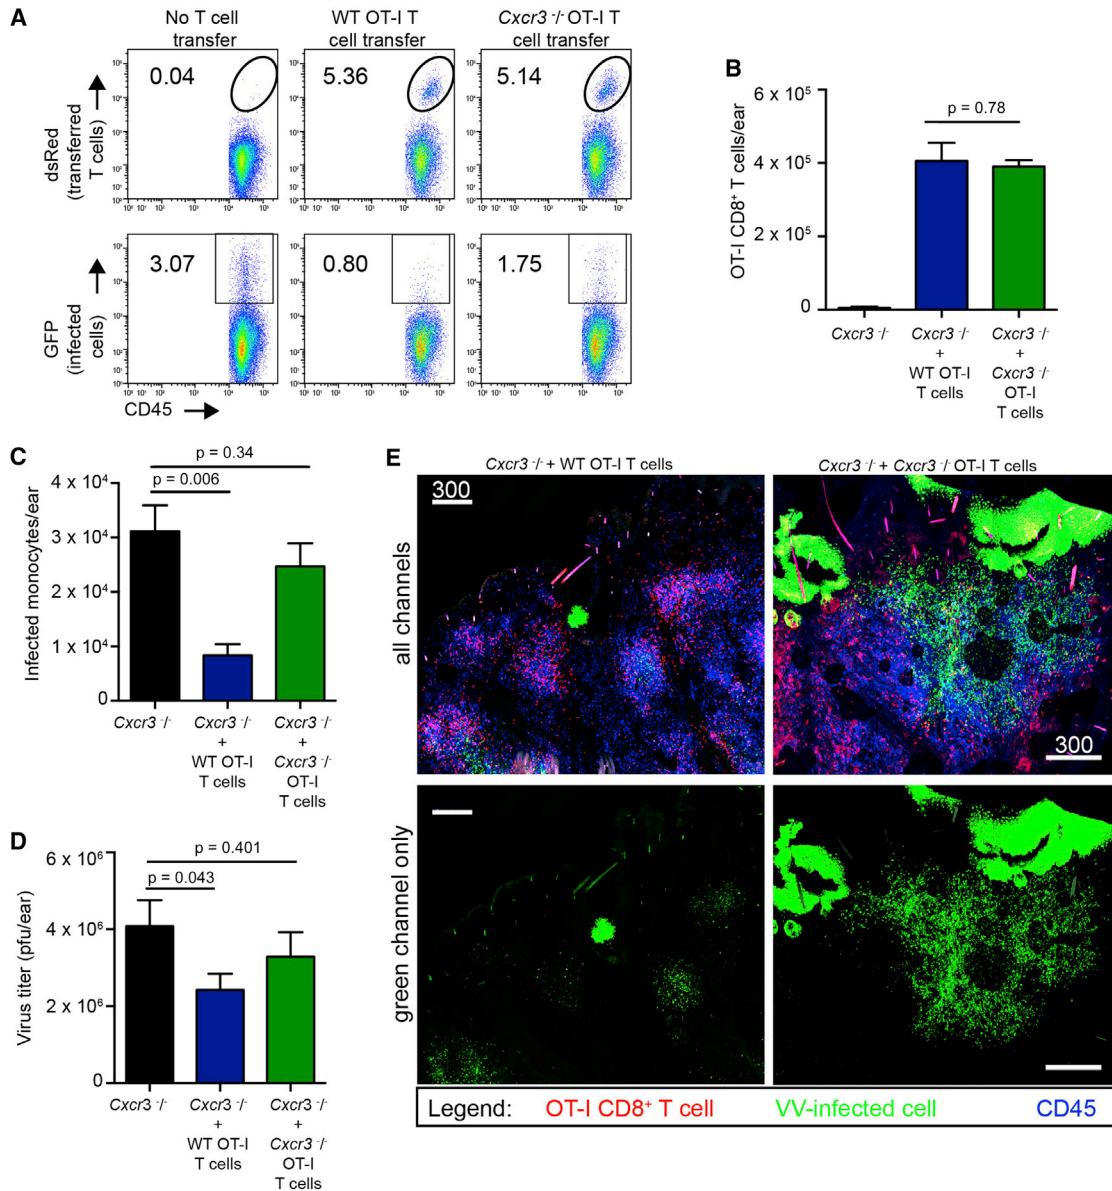 A
No T cell
transfer
WT OT-I T
cell transfer
Cxcr3 -/- OT-I T
cell transfer
dsRed
(transferred
T cells)
0.04
5.36
5.14
GFP
(infected
cells)
3.07
0.80
1.75
CD45
B
OT-I CD8⁺ T cells/ear
6 x 10⁵
4 x 10⁵
2 x 10⁵
0
p = 0.78
Cxcr3 -/-
Cxcr3 -/-
+
WT OT-I
T cells
Cxcr3 -/-
+
Cxcr3 -/-
OT-I
T cells
C
Infected monocytes/ear
4 x 10⁴
3 x 10⁴
1 x 10⁴
0
p = 0.34
p = 0.006
Cxcr3 -/-
Cxcr3 -/-
+
WT OT-I
T cells
Cxcr3 -/-
+
Cxcr3 -/-
OT-I
T cells
D
Virus titer (pfu/ear)
6 x 10⁶
4 x 10⁶
2 x 10⁶
0
p = 0.401
p = 0.043
Cxcr3 -/-
Cxcr3 -/-
+
WT OT-I
T cells
Cxcr3 -/-
+
Cxcr3 -/-
OT-I
T cells
E
Cxcr3 -/- + WT OT-I T cells
Cxcr3 -/- + Cxcr3 -/- OT-I T cells
all channels
300
300
green channel only
Legend: OT-I CD8⁺ T cell VV-infected cell CD45